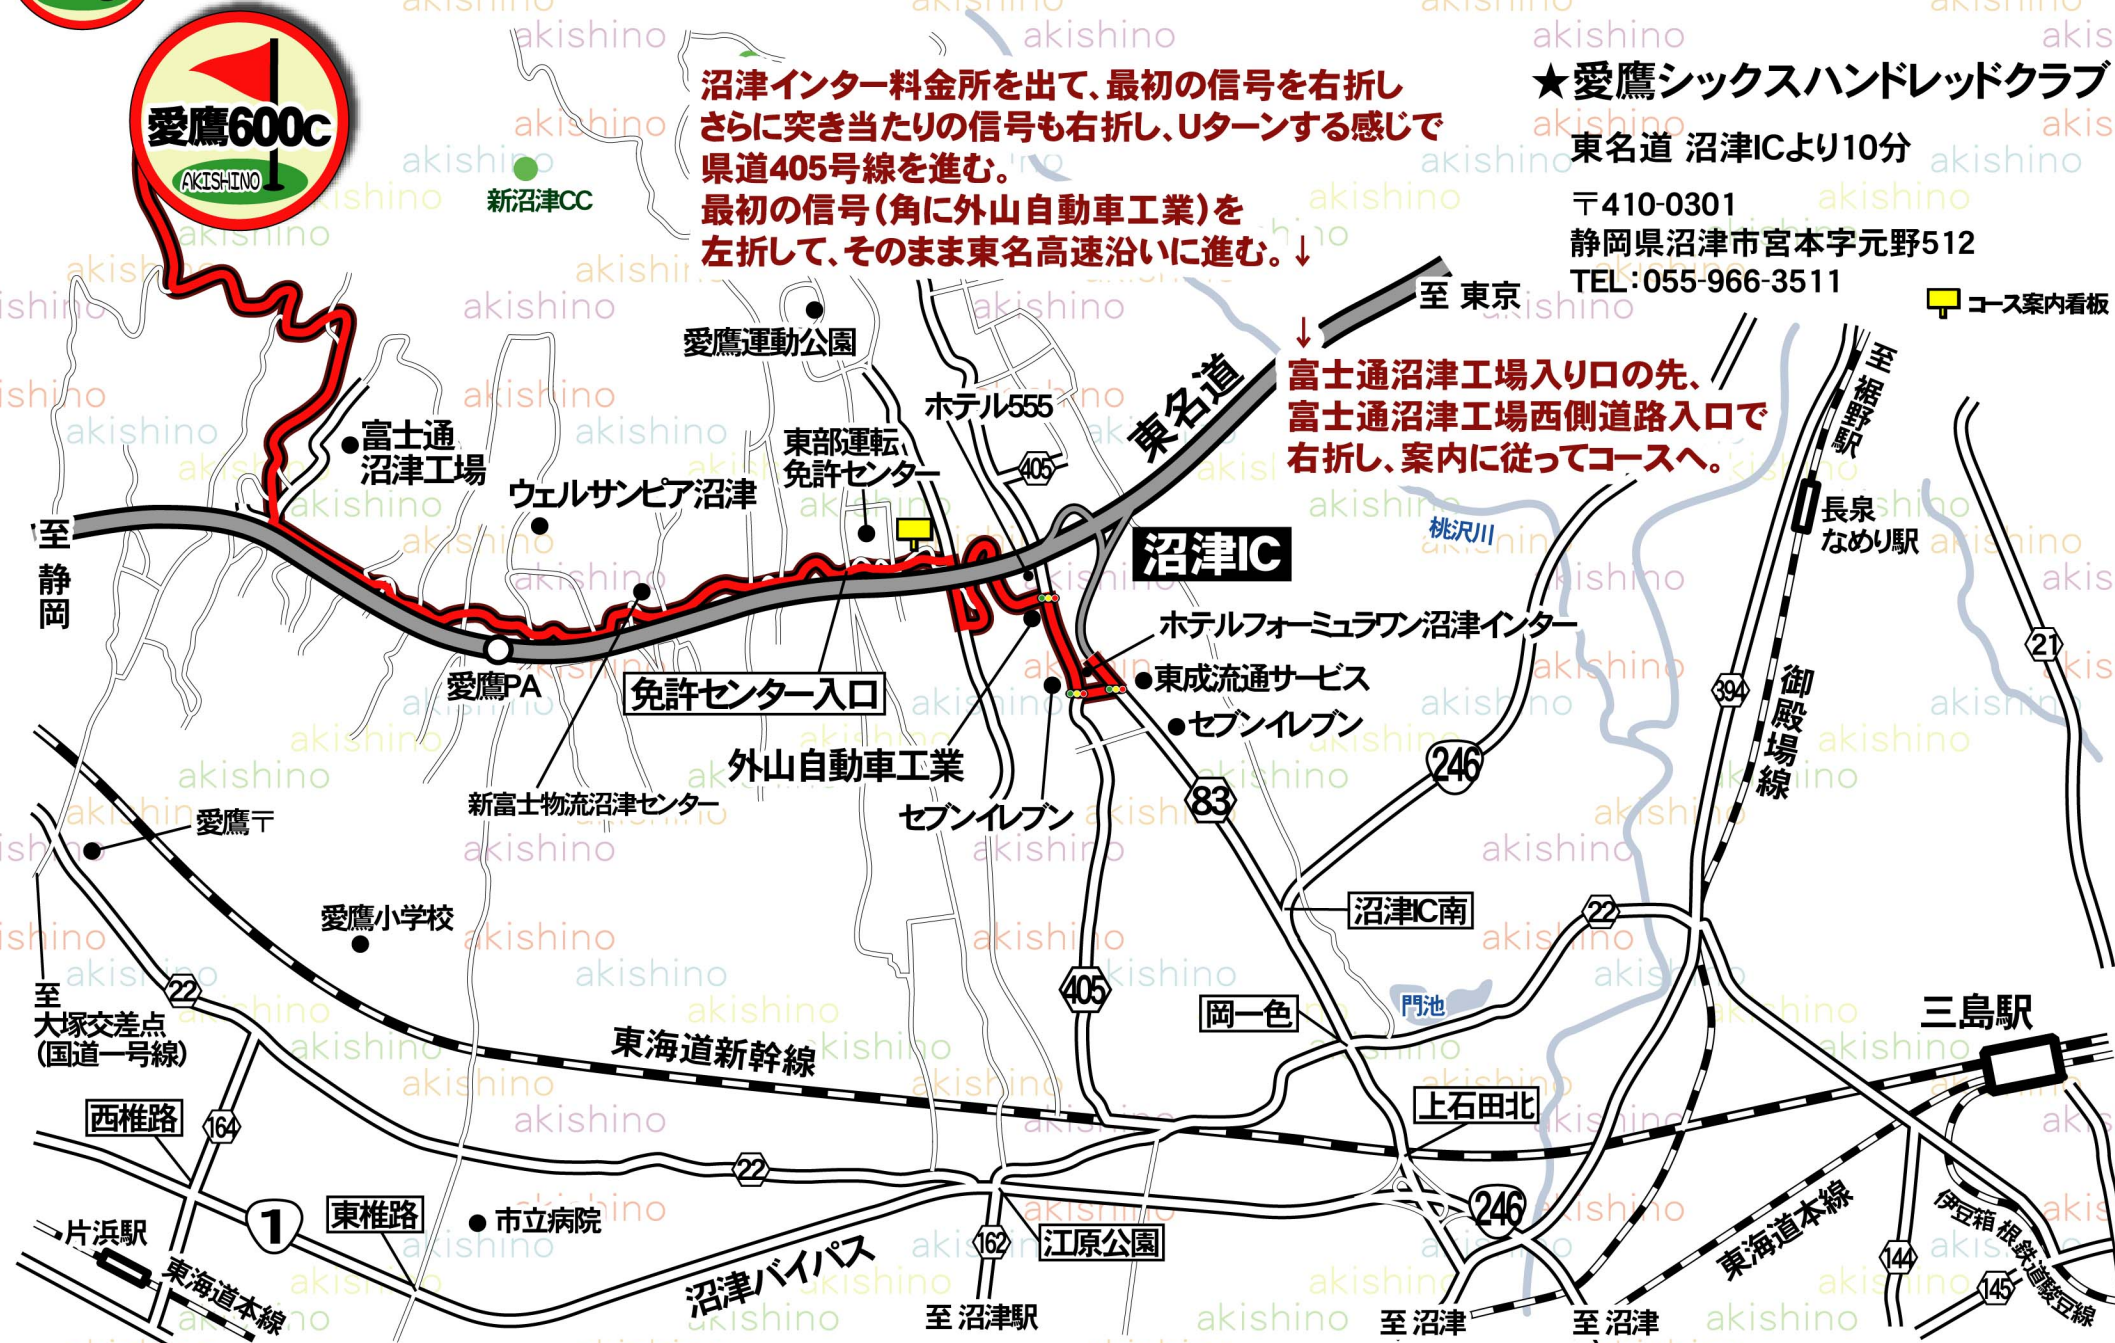 愛鷹600C
AKISHINO
新沼津CC
沼津インター料金所を出て、最初の信号を右折し
さらに突き当たりの信号も右折し、Uターンする感じで
県道405号線を進む。
最初の信号(角に外山自動車工業)を
左折して、そのまま東名高速沿いに進む。↓
★愛鷹シックスハンドレッドクラブ
東名道 沼津ICより10分
〒410-0301
静岡県沼津市宮本字元野512
TEL:055-966-3511
コース案内看板
至 東京
↓
富士通沼津工場入り口の先、
富士通沼津工場西側道路入口で
右折し、案内に従ってコースへ。
愛鷹運動公園
ホテル555
東名道
405
東部運転
免許センター
富士通
沼津工場
ウェルサンピア沼津
至 静岡
沼津IC
桃沢川
至 裾野駅
長泉
なめり駅
ホテルフォーミュラワン沼津インター
東成流通サービス
セブンイレブン
愛鷹PA
免許センター入口
外山自動車工業
新富士物流沼津センター
セブンイレブン
83
246
394
御殿場線
21
愛鷹〒
愛鷹小学校
沼津IC南
22
22
至
大塚交差点
(国道一号線)
405
岡一色
門池
三島駅
東海道新幹線
西椎路
164
22
上石田北
1
東椎路
市立病院
片浜駅
東海道本線
沼津バイパス
162
江原公園
246
東海道本線
伊豆箱根鉄道駿豆線
144
145
至 沼津駅
至 沼津
至 沼津
akishino